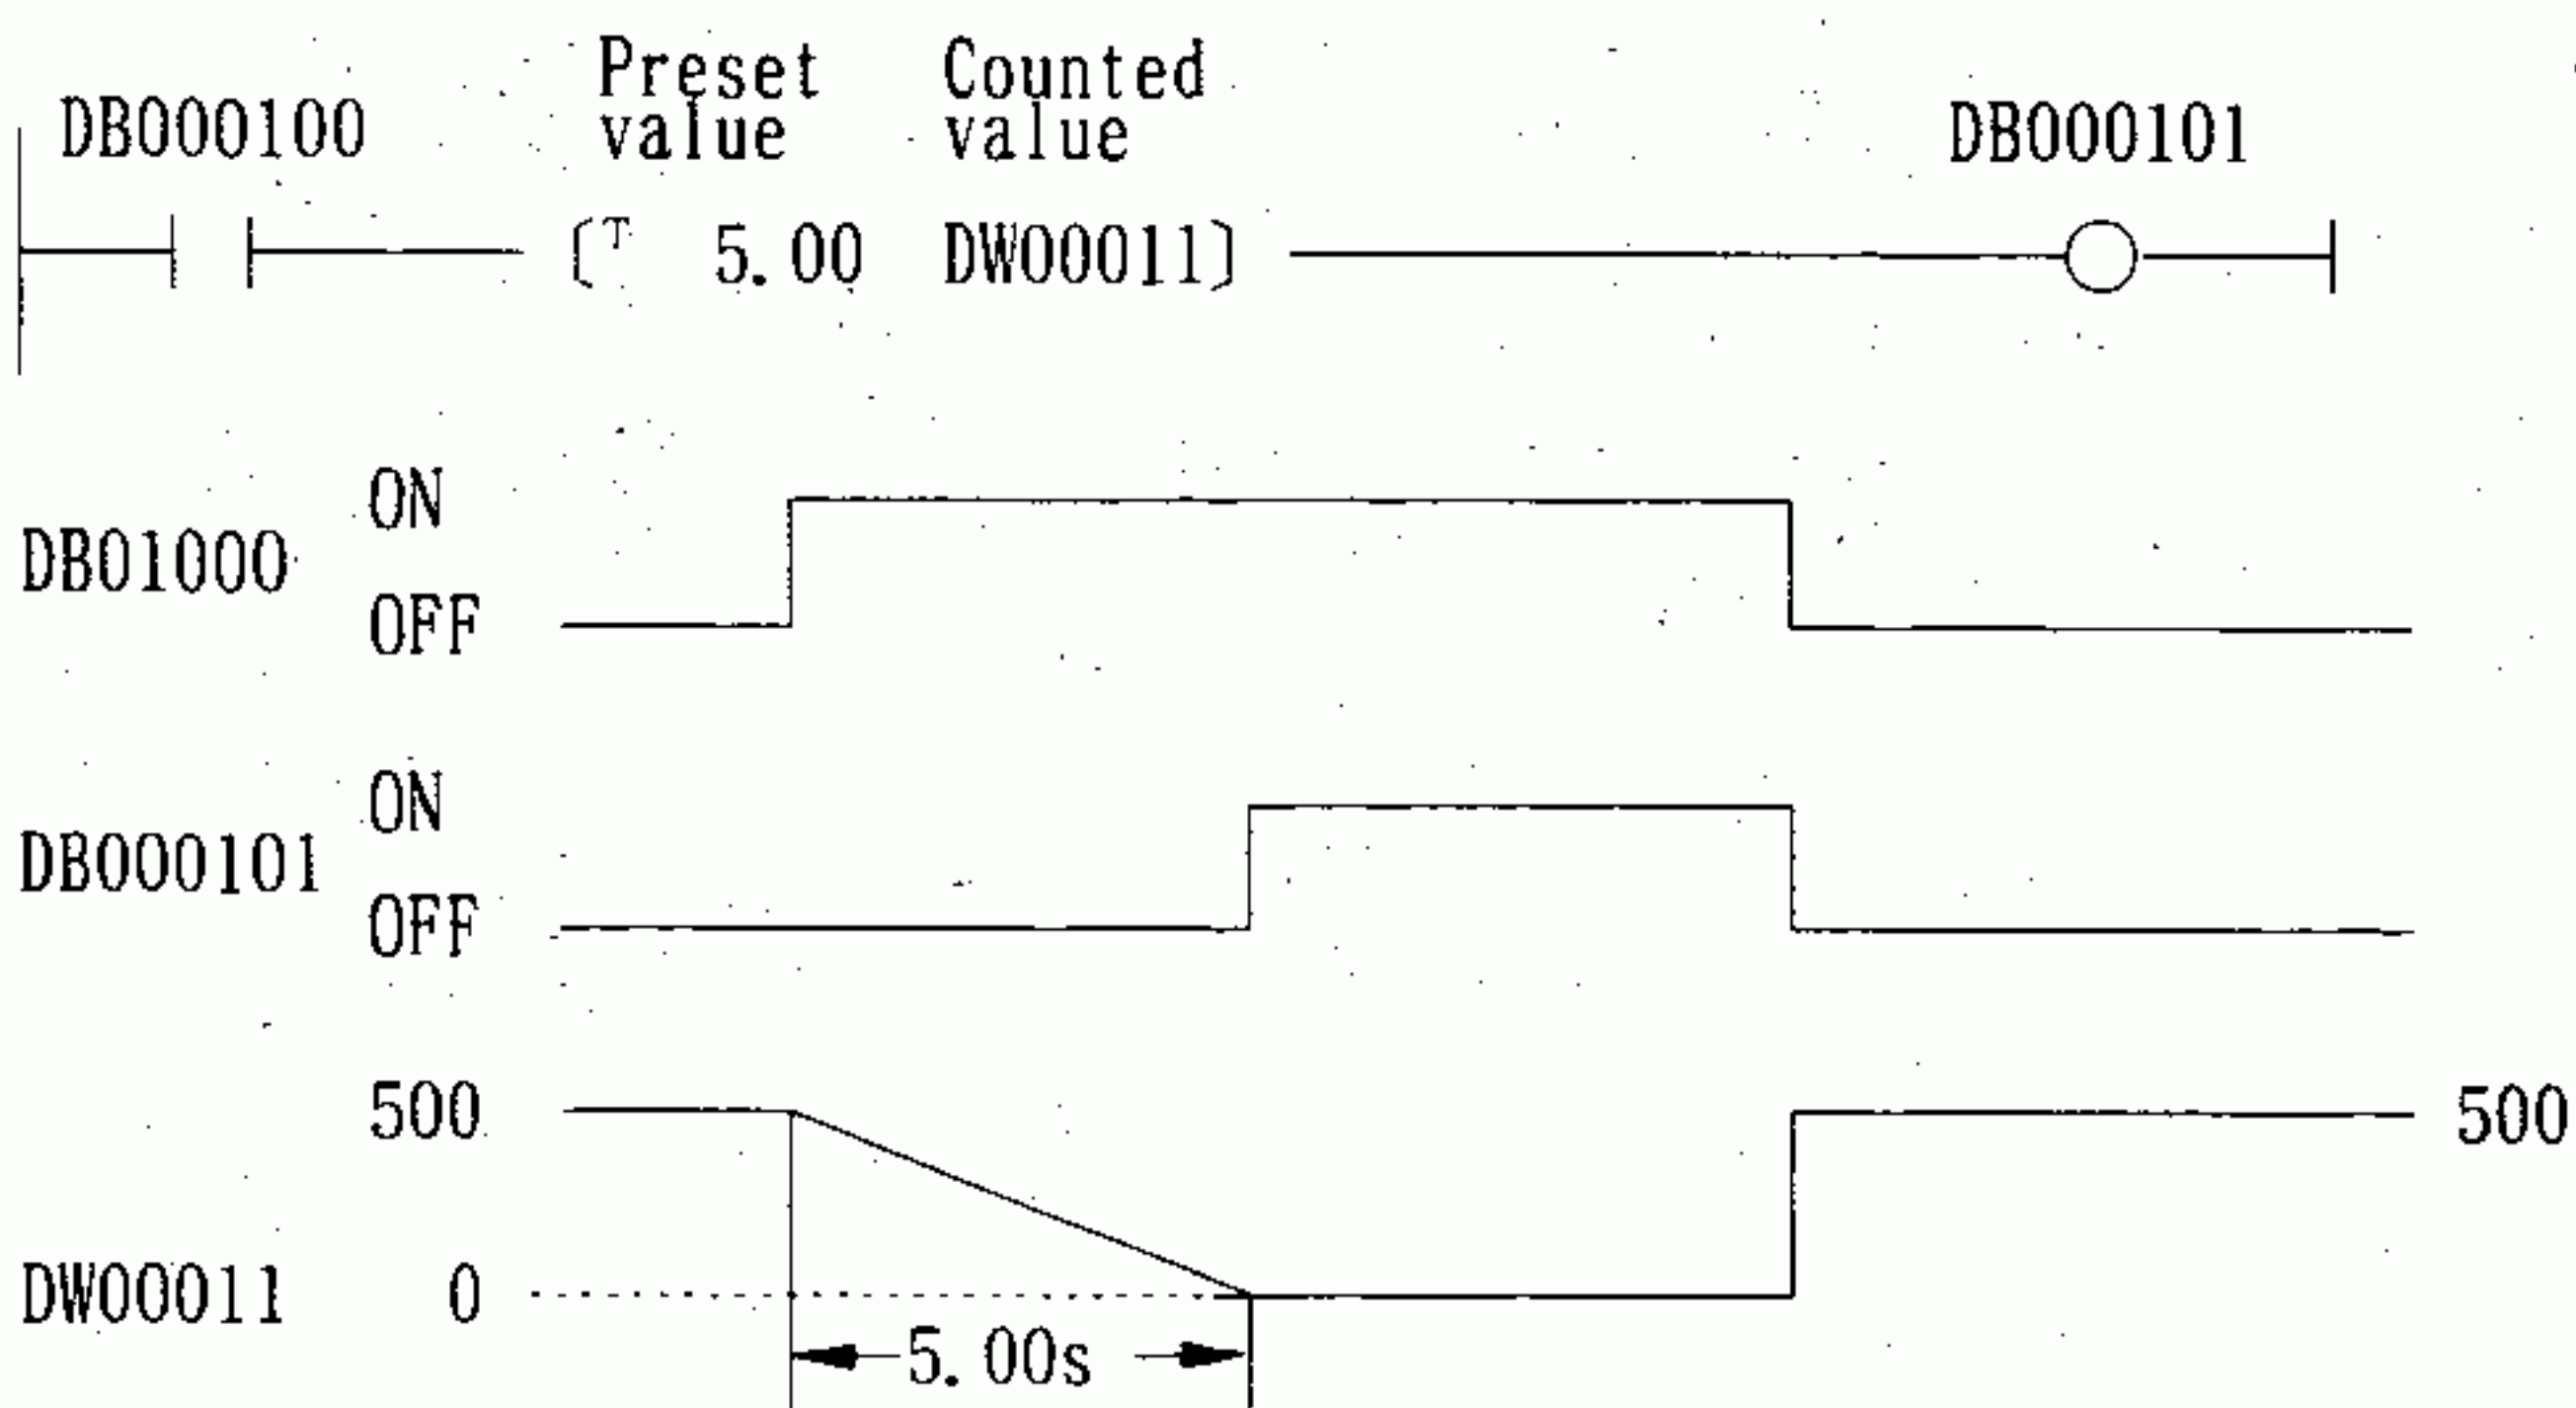 Preset Counted
DB000100 value value DB000101
[T 5.00 DW00011]
ON
DB01000
OFF
ON
DB000101
OFF
500 500
DW00011 0
5.00s